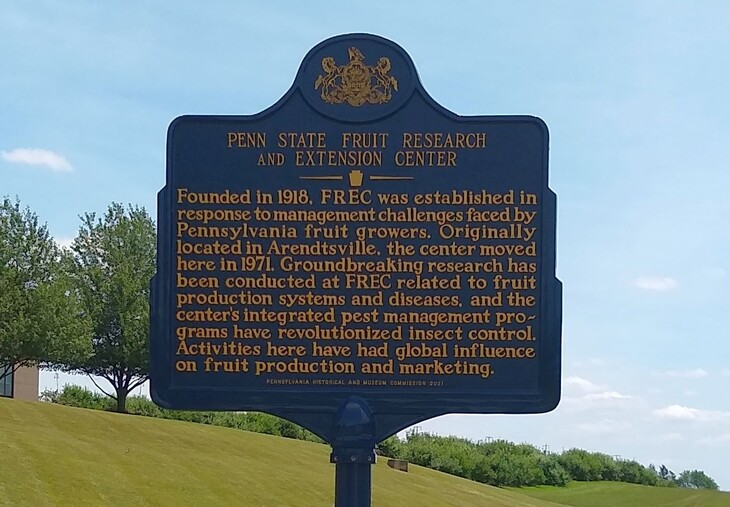 PENN STATE FRUIT RESEARCH
AND EXTENSION CENTER
Founded in 1918, FREC was established in
response to management challenges faced by
Pennsylvania fruit growers. Originally
located in Arendtsville, the center moved
here in 1971. Groundbreaking research has
been conducted at FREC related to fruit
production systems and diseases, and the
center's integrated pest management pro-
grams have revolutionized insect control.
Activities here have had global influence
on fruit production and marketing.
PENNSYLVANIA HISTORICAL AND MUSEUM COMMISSION 2021